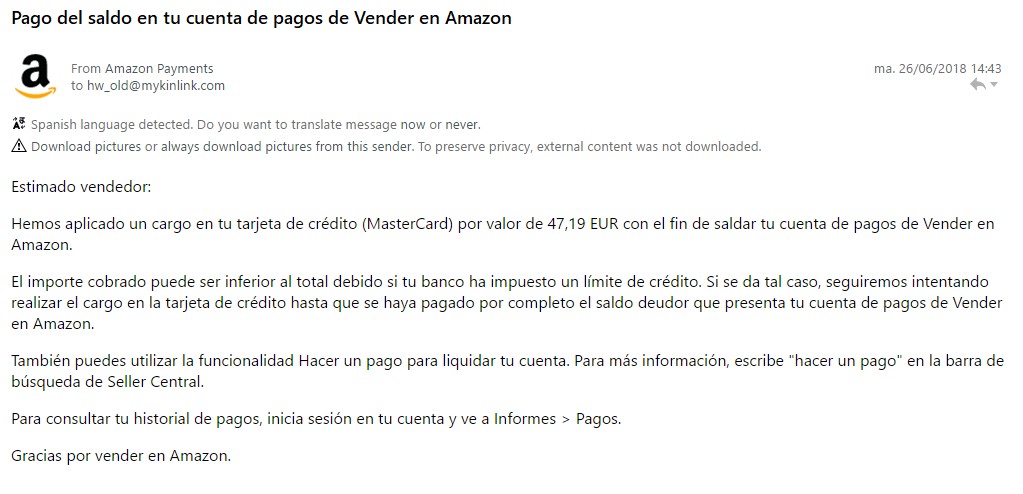 Pago del saldo en tu cuenta de pagos de Vender en Amazon
From Amazon Payments
ma. 26/06/2018 14:43
to hw_old@mykinlink.com
Spanish language detected. Do you want to translate message now or never.
Download pictures or always download pictures from this sender. To preserve privacy, external content was not downloaded.
Estimado vendedor:
Hemos aplicado un cargo en tu tarjeta de crédito (MasterCard) por valor de 47,19 EUR con el fin de saldar tu cuenta de pagos de Vender en
Amazon.
El importe cobrado puede ser inferior al total debido si tu banco ha impuesto un límite de crédito. Si se da tal caso, seguiremos intentando
realizar el cargo en la tarjeta de crédito hasta que se haya pagado por completo el saldo deudor que presenta tu cuenta de pagos de Vender
en Amazon.
También puedes utilizar la funcionalidad Hacer un pago para liquidar tu cuenta. Para más información, escribe "hacer un pago" en la barra de
búsqueda de Seller Central.
Para consultar tu historial de pagos, inicia sesión en tu cuenta y ve a Informes > Pagos.
Gracias por vender en Amazon.